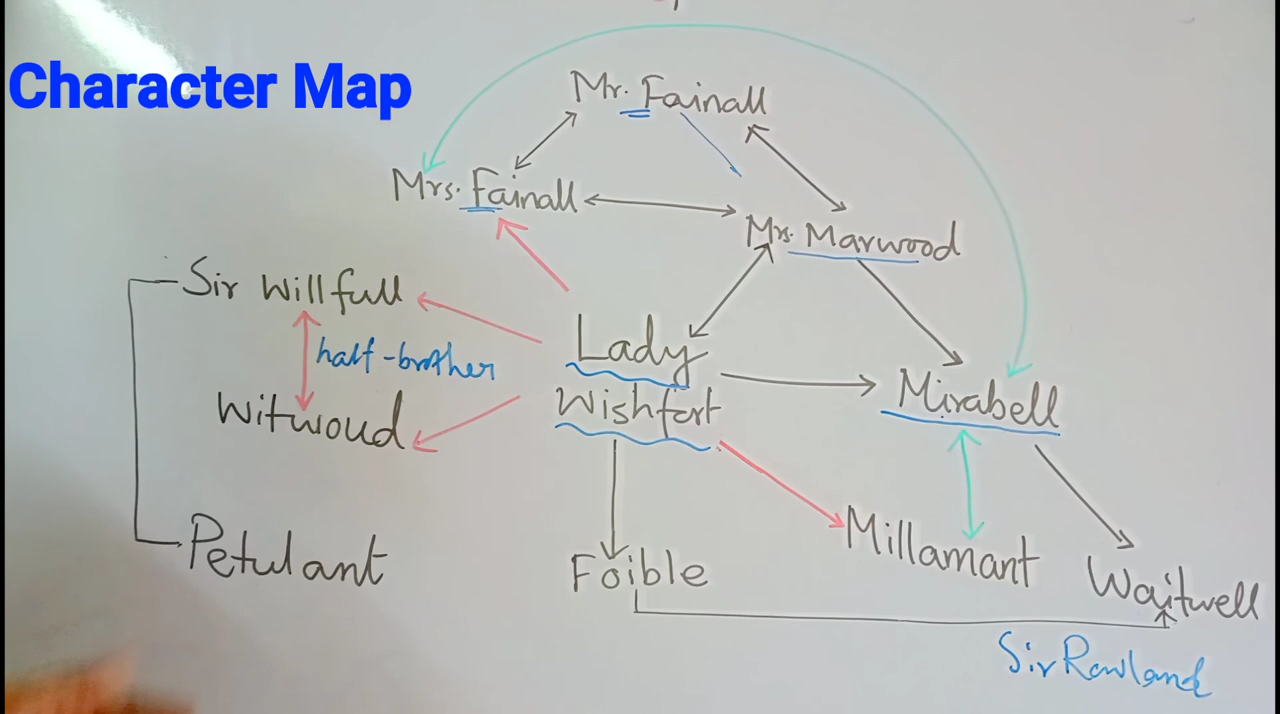 Character Map
Mr. Fainall
Mrs. Fainall
Mrs. Marwood
Sir Willfull
half-brother
Witwoud
Lady
Wishfort
Mirabell
Petulant
Foible
Millamant
Waitwell
Sir Rowland